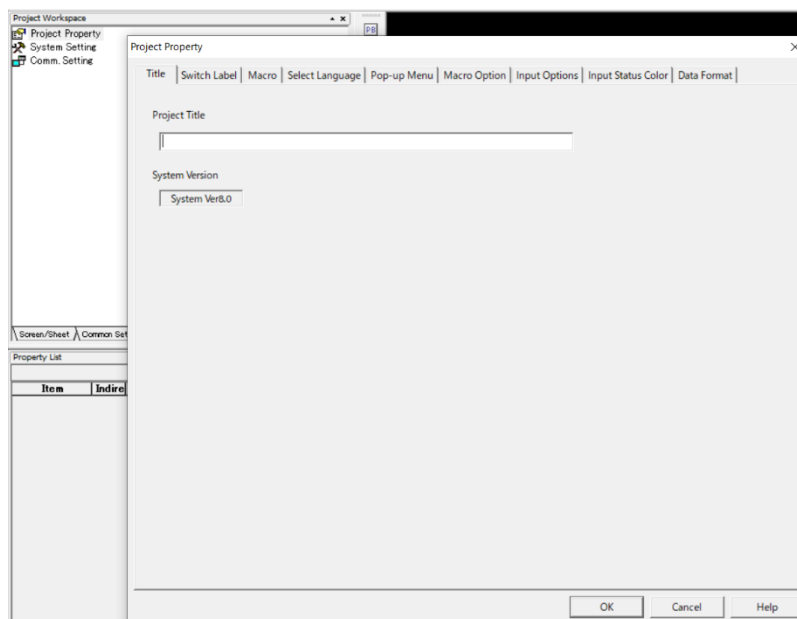 Project Workspace
Project Property
System Setting
Comm. Setting
PB
Project Property
Title
Switch Label
Macro
Select Language
Pop-up Menu
Macro Option
Input Options
Input Status Color
Data Format
Project Title
System Version
System Ver8.0
Screen/Sheet
Common Set
Property List
Item
Indire
OK
Cancel
Help